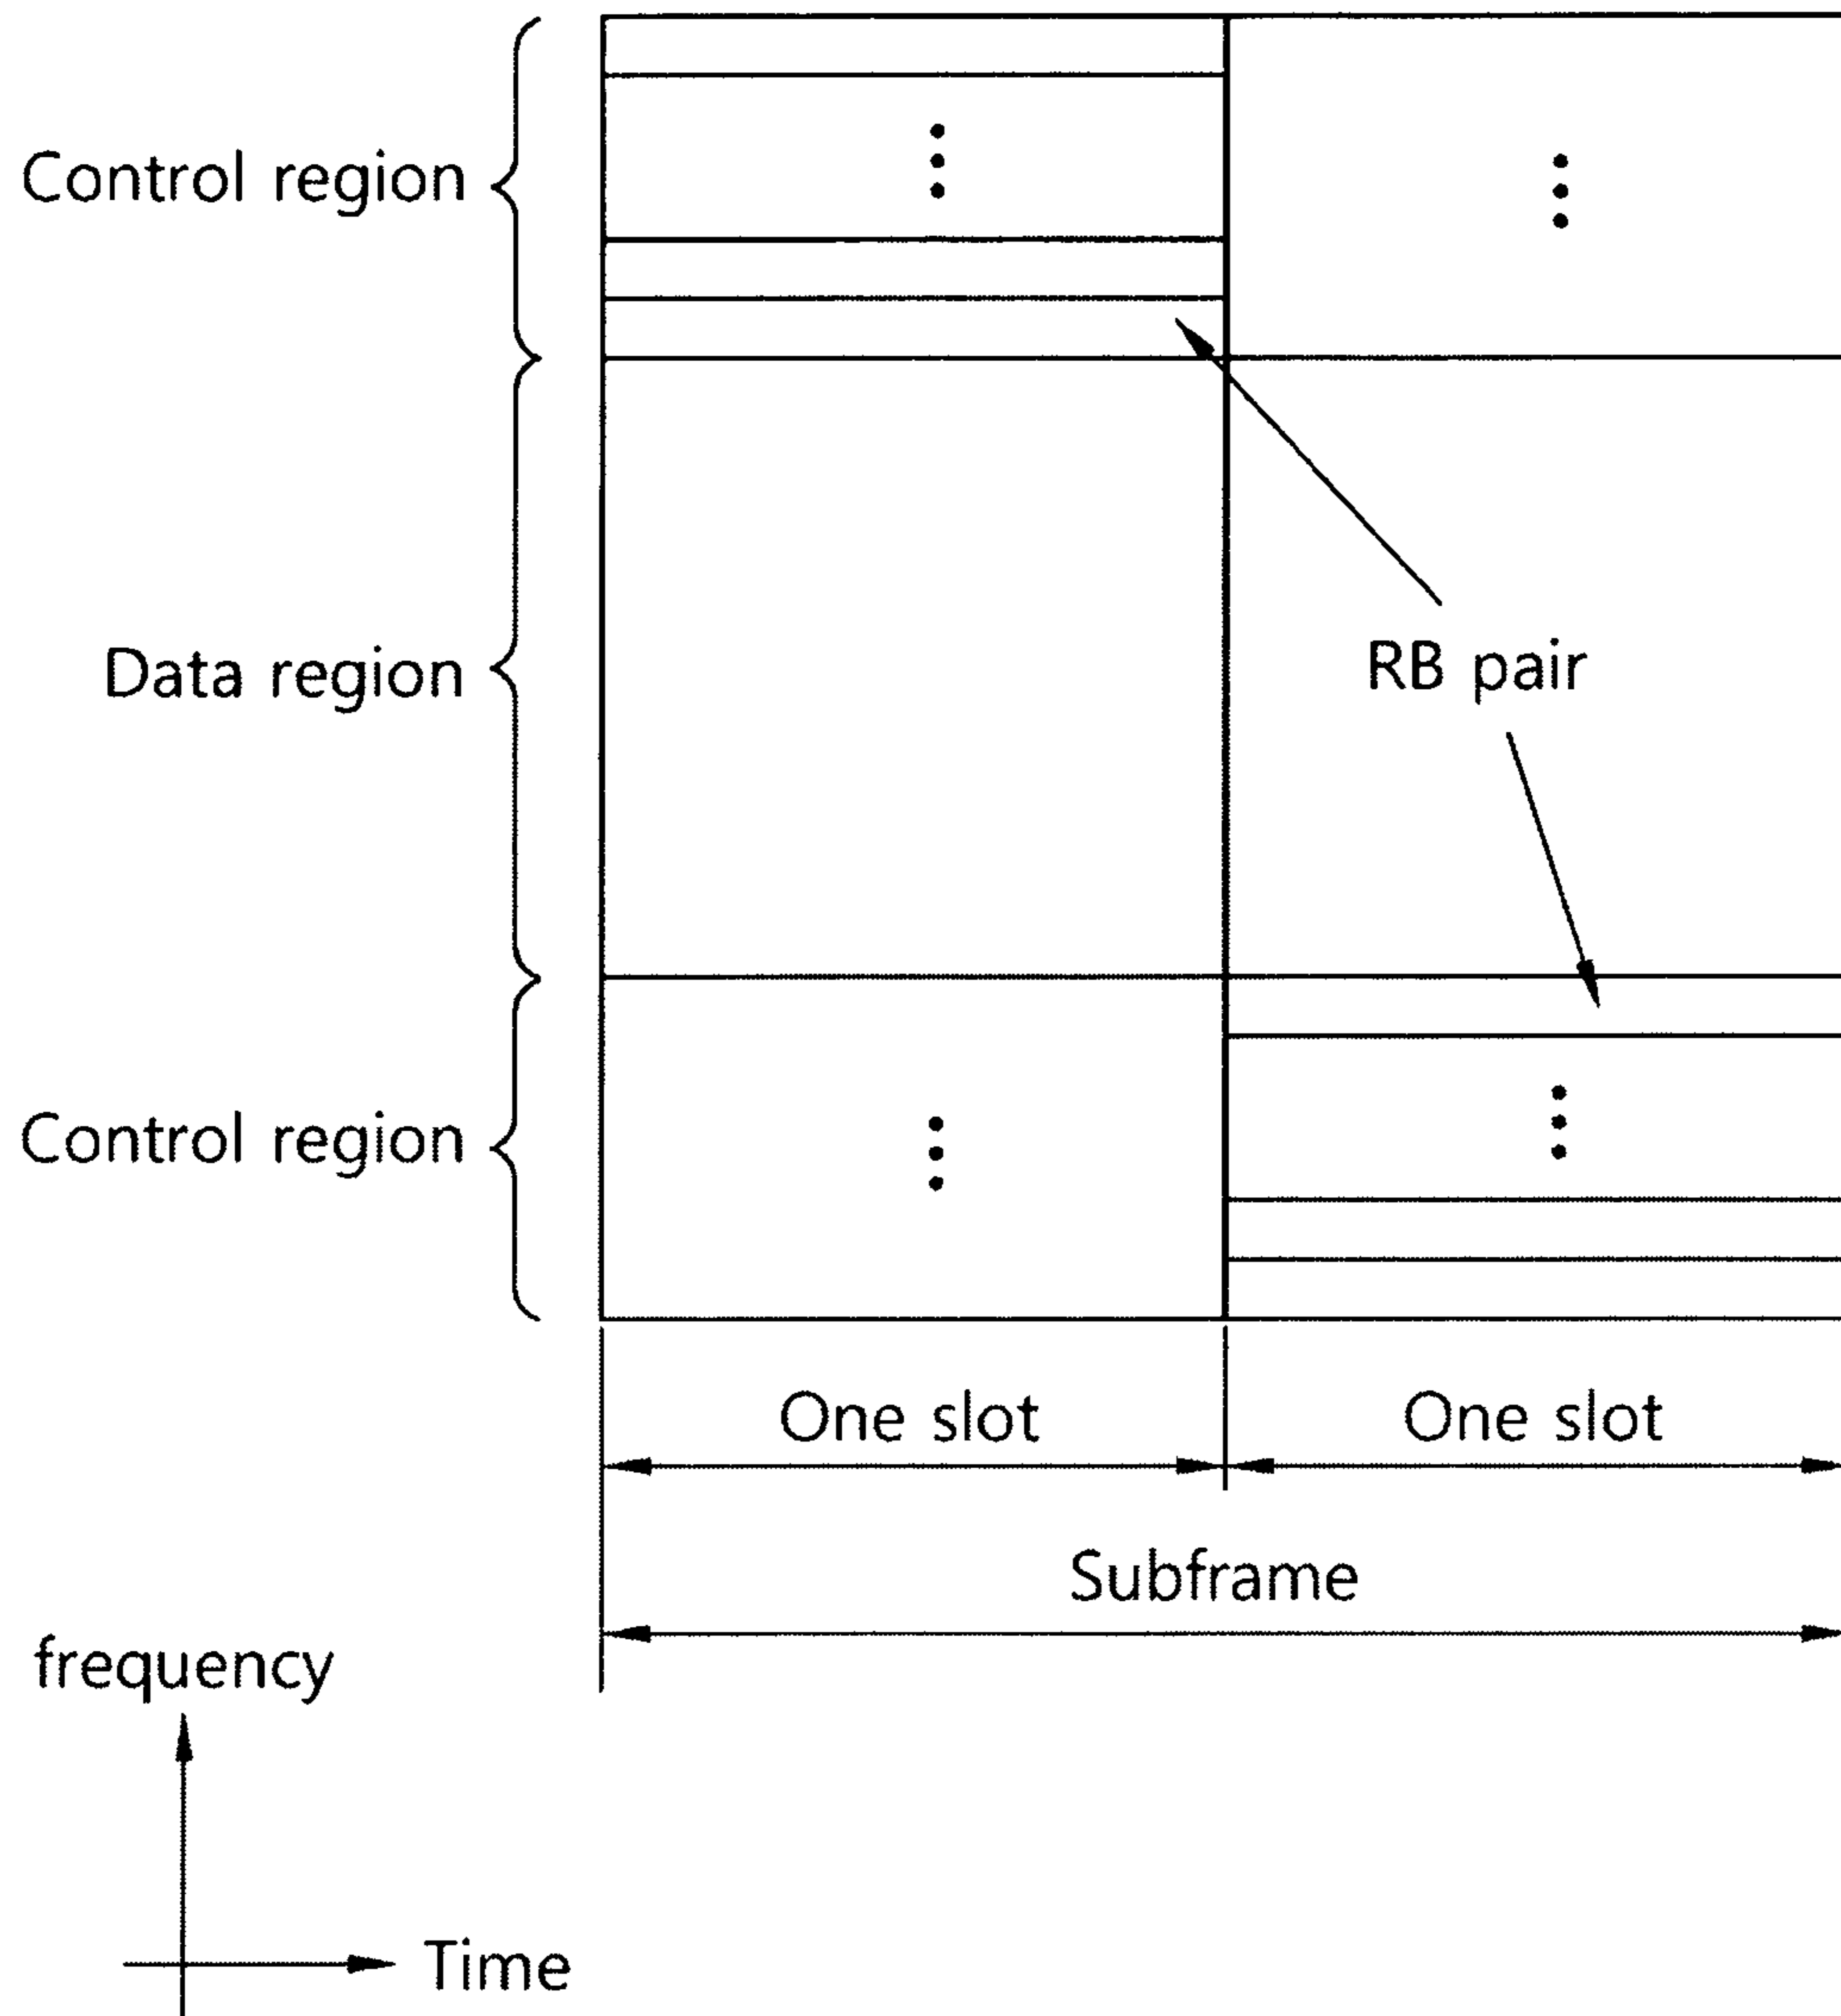 Control region
Data region
RB pair
Control region
One slot
One slot
Subframe
frequency
Time